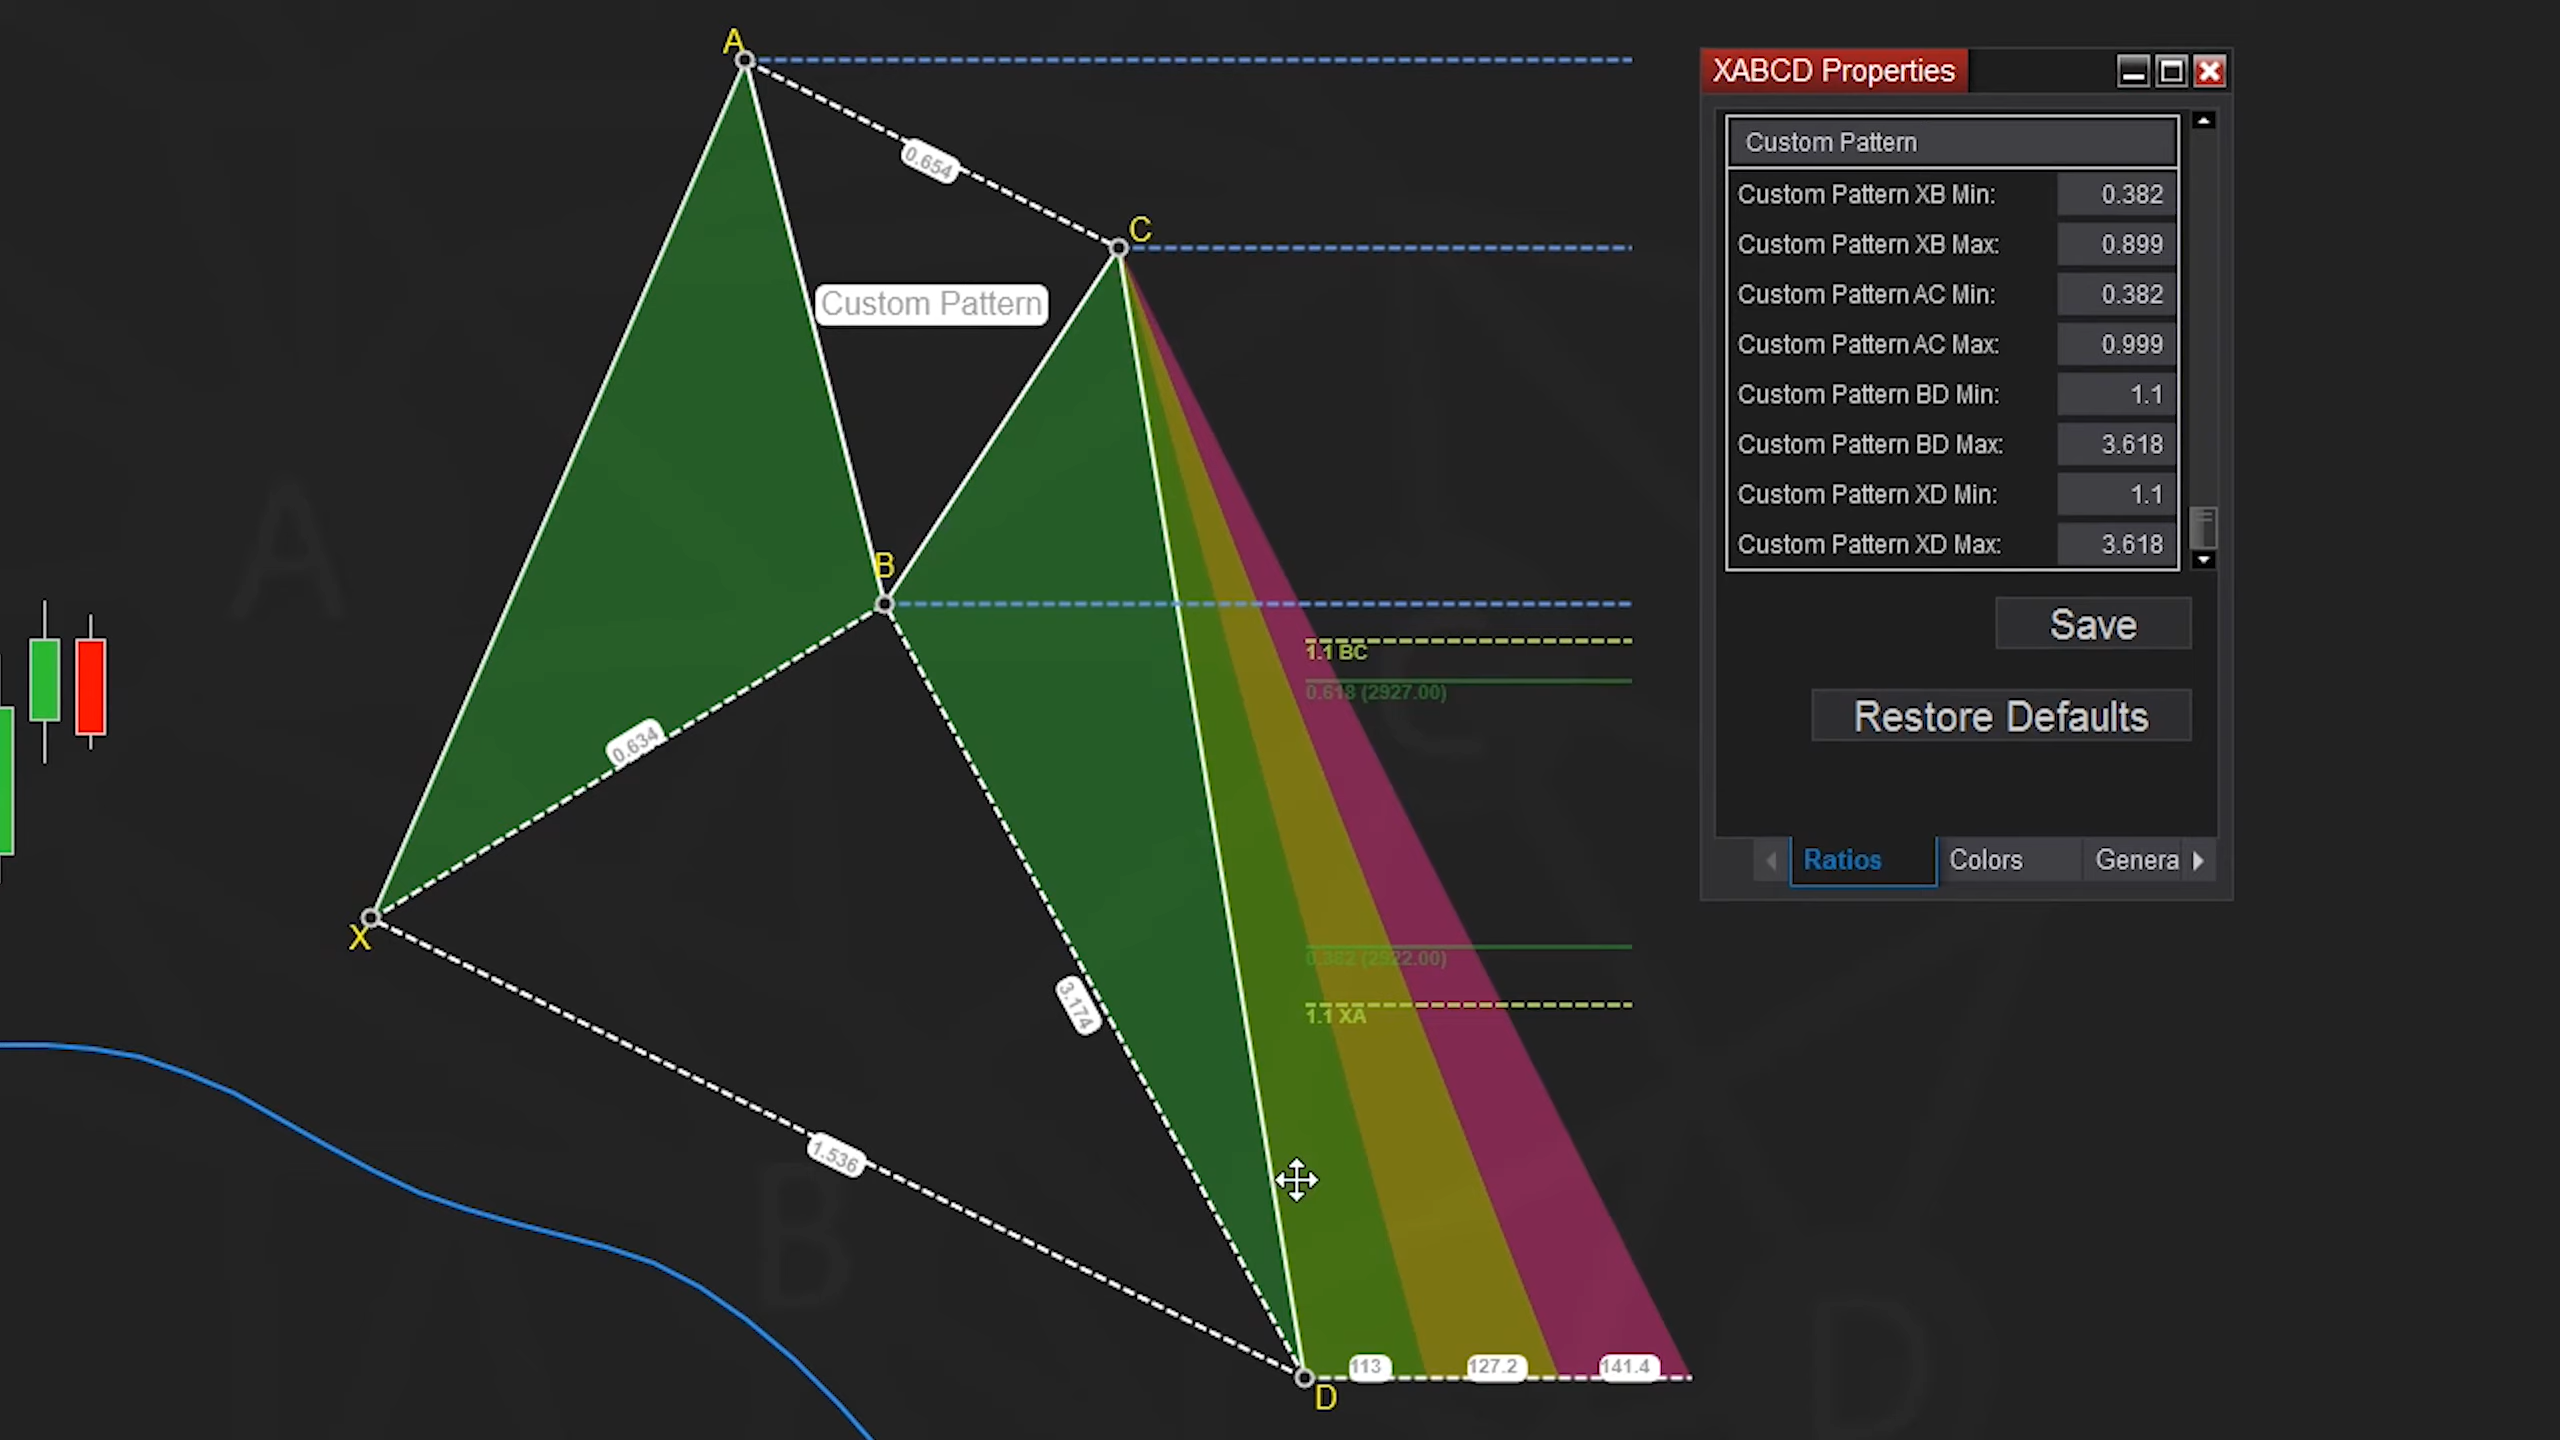 A
0.654
C
Custom Pattern
B
1.1 BC
0.618 (2927.00)
0.634
X
0.382 (2922.00)
1.1 XA
3.174
1.536
113
127.2
141.4
D
XABCD Properties
Custom Pattern
Custom Pattern XB Min: 0.382
Custom Pattern XB Max: 0.899
Custom Pattern AC Min: 0.382
Custom Pattern AC Max: 0.999
Custom Pattern BD Min: 1.1
Custom Pattern BD Max: 3.618
Custom Pattern XD Min: 1.1
Custom Pattern XD Max: 3.618
Save
Restore Defaults
Ratios Colors Genera
A
B
C
D